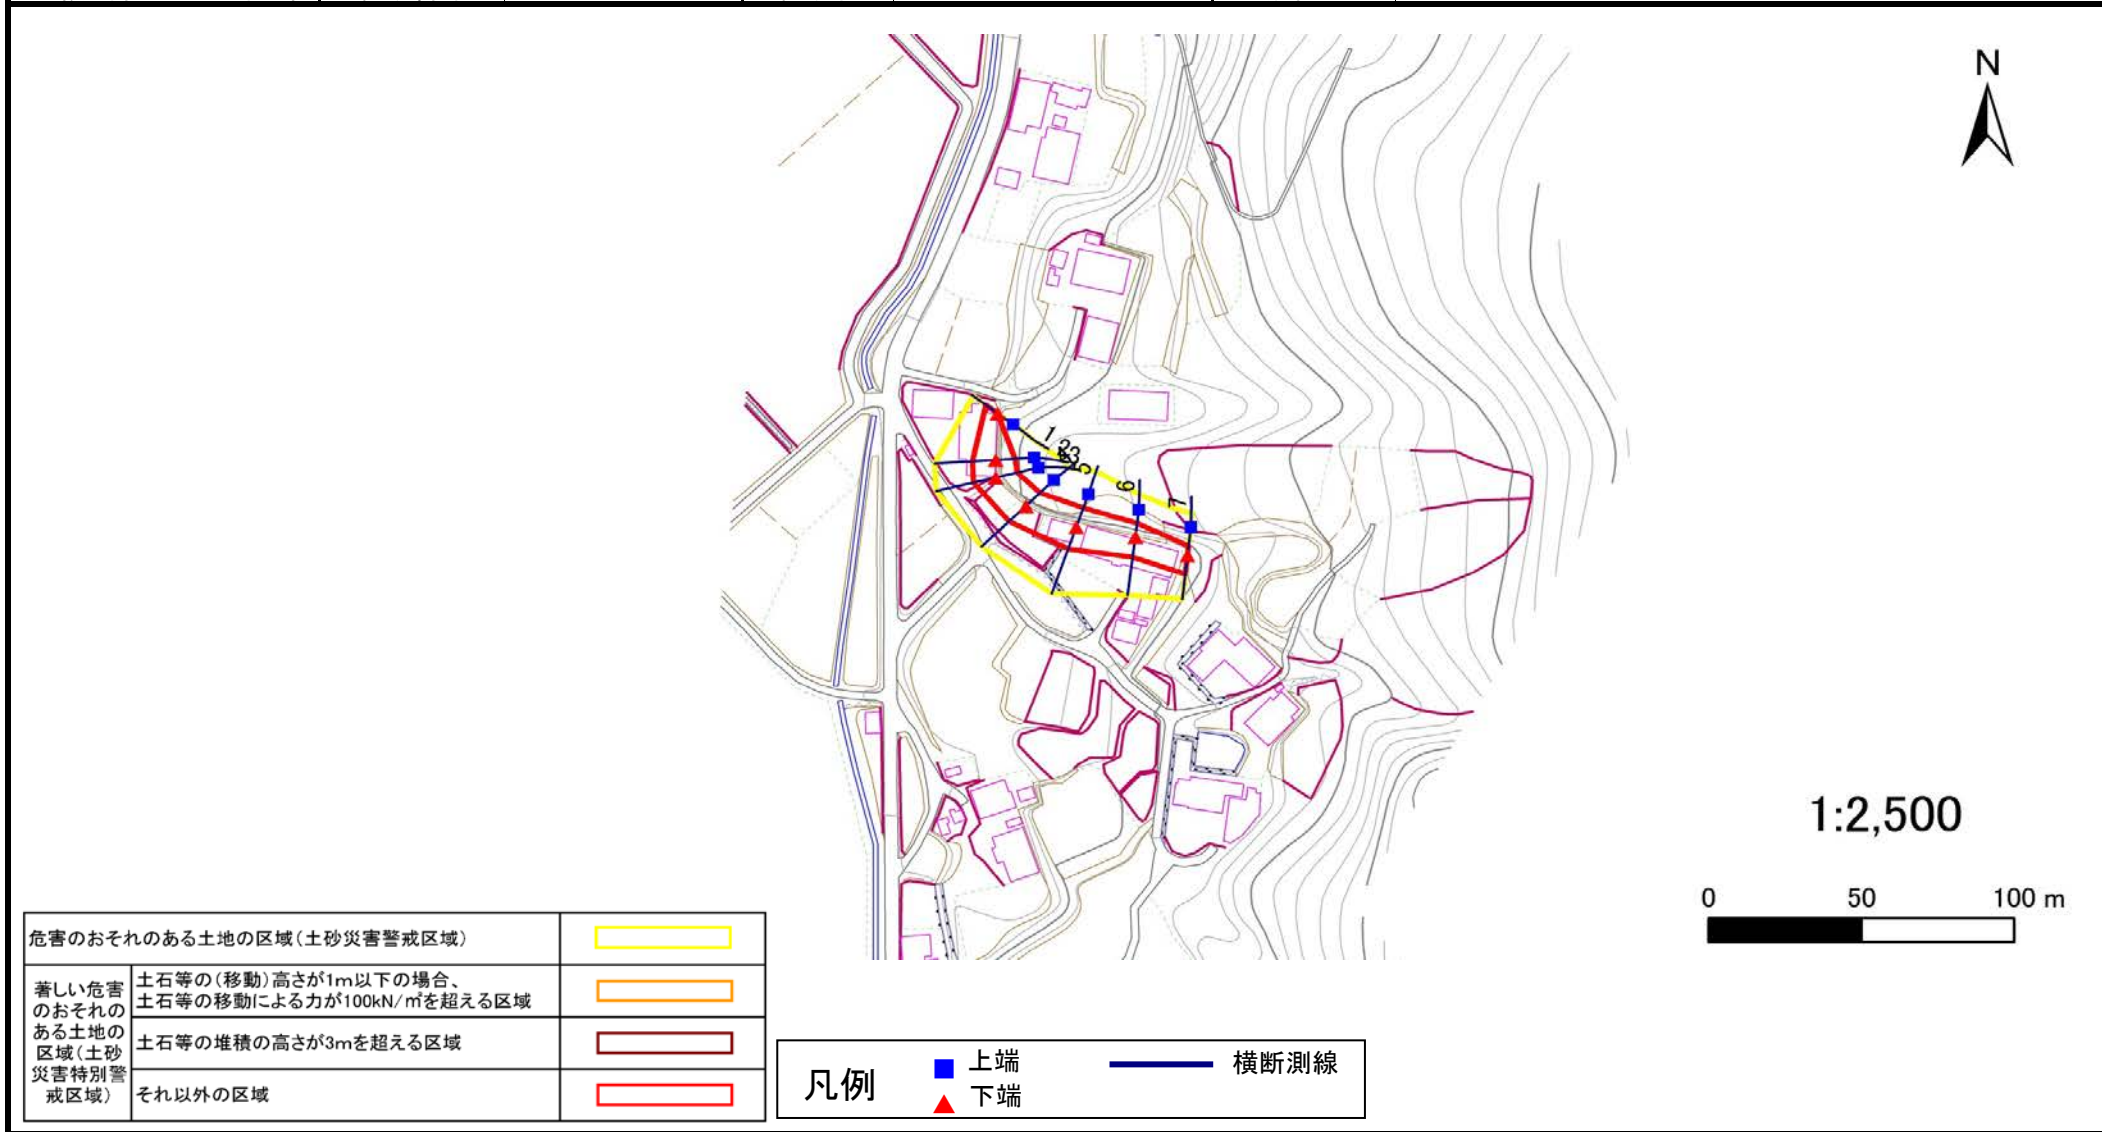 N
1
23
5
6
7
1:2,500
0 50 100 m
危害のおそれのある土地の区域(土砂災害警戒区域)
著しい危害
のおそれの
ある土地の
区域(土砂
災害特別警
戒区域)
土石等の(移動)高さが1m以下の場合、
土石等の移動による力が100kN/㎡を超える区域
土石等の堆積の高さが3mを超える区域
それ以外の区域
凡例
上端
下端
横断測線